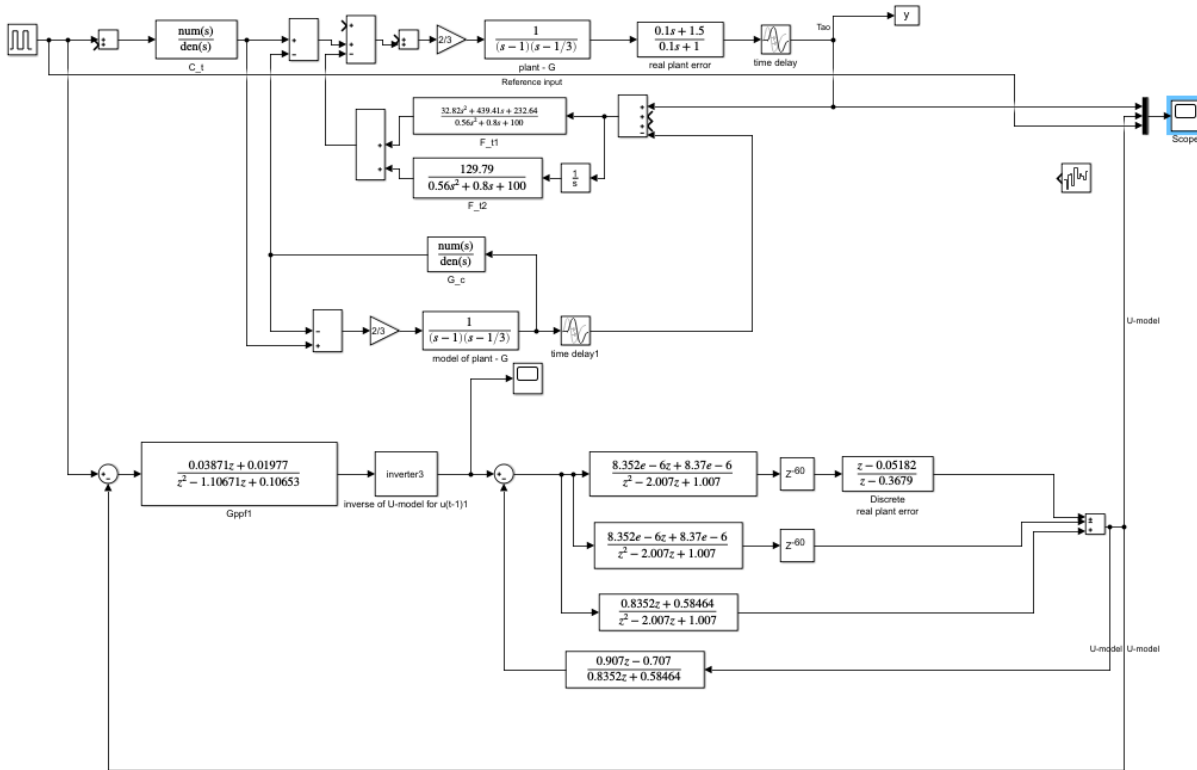 y
Tao
num(s)
den(s)
C_t
2/3
1
(s − 1)(s − 1/3)
plant - G
0.1s + 1.5
0.1s + 1
real plant error
time delay
Reference input
32.82s² + 439.41s + 232.64
0.56s² + 0.8s + 100
F_t1
129.79
0.56s² + 0.8s + 100
F_t2
1
s
Scope
num(s)
den(s)
G_c
2/3
1
(s − 1)(s − 1/3)
model of plant - G
time delay1
U-model
0.03871z + 0.01977
z² − 1.10671z + 0.10653
Gppf1
inverter3
inverse of U-model for u(t-1)1
8.352e − 6z + 8.37e − 6
z² − 2.007z + 1.007
Z⁻⁶⁰
z − 0.05182
z − 0.3679
Discrete
real plant error
8.352e − 6z + 8.37e − 6
z² − 2.007z + 1.007
Z⁻⁶⁰
0.8352z + 0.58464
z² − 2.007z + 1.007
0.907z − 0.707
0.8352z + 0.58464
U-model
U-model